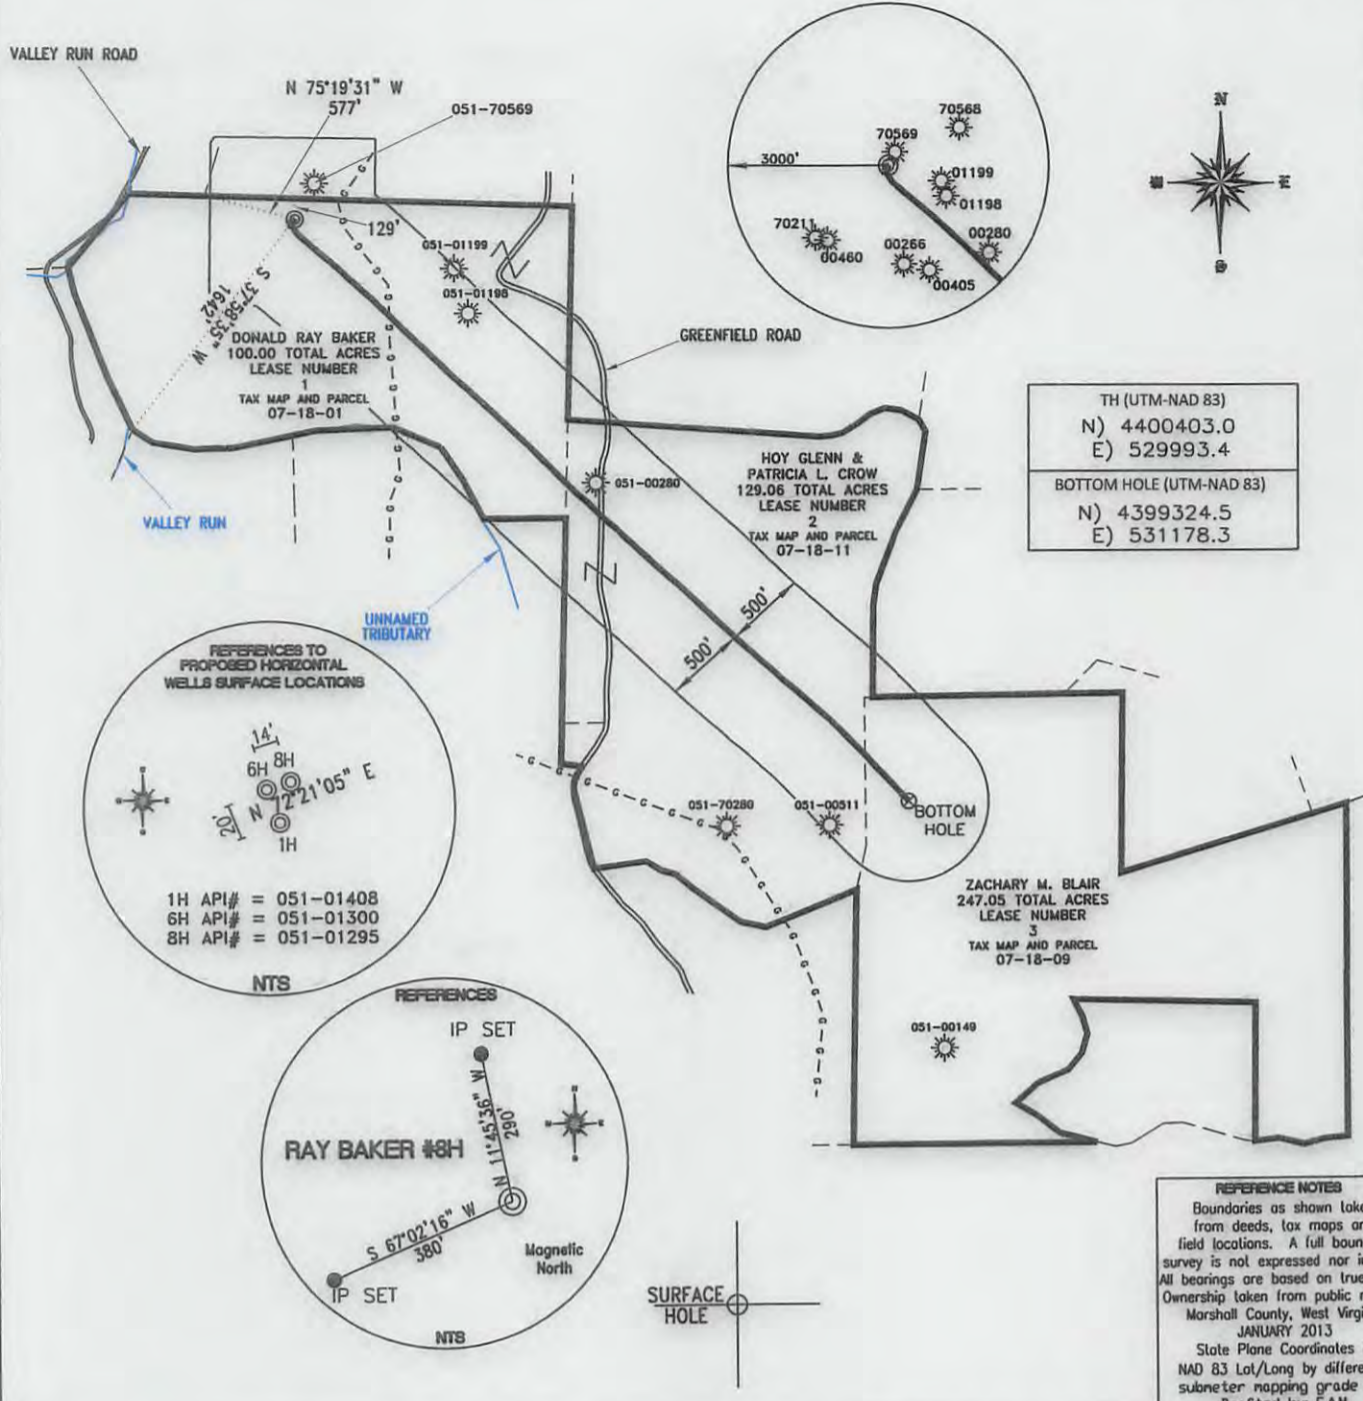 VALLEY RUN ROAD
N 75°19'31" W
577'
051-70569
129'
051-01199
051-01198
S 37°58'35" W
1642'
DONALD RAY BAKER
100.00 TOTAL ACRES
LEASE NUMBER
1
TAX MAP AND PARCEL
07-18-01
VALLEY RUN
UNNAMED
TRIBUTARY
GREENFIELD ROAD
051-00280
HOY GLENN &
PATRICIA L. CROW
129.06 TOTAL ACRES
LEASE NUMBER
2
TAX MAP AND PARCEL
07-18-11
500'
500'
3000'
70568
70569
01199
01198
70211
00460
00266
00405
00280
N
E
S
TH (UTM-NAD 83)
N) 4400403.0
E) 529993.4
BOTTOM HOLE (UTM-NAD 83)
N) 4399324.5
E) 531178.3
REFERENCES TO
PROPOSED HORIZONTAL
WELLS SURFACE LOCATIONS
14'
6H 8H
N 72°21'05" E
20'
1H
1H API# = 051-01408
6H API# = 051-01300
8H API# = 051-01295
NTS
051-70280
051-00511
BOTTOM
HOLE
ZACHARY M. BLAIR
247.05 TOTAL ACRES
LEASE NUMBER
3
TAX MAP AND PARCEL
07-18-09
051-00149
REFERENCES
IP SET
N 11°45'36" W
290'
RAY BAKER #8H
S 67°02'16" W
380'
IP SET
Magnetic
North
NTS
SURFACE
HOLE
REFERENCE NOTES
Boundaries as shown take
from deeds, tax maps an
field locations. A full boun
survey is not expressed nor i
All bearings are based on true
Ownership taken from public r
Marshall County, West Virgi
JANUARY 2013
State Plane Coordinates
NAD 83 Lat/Long by differe
submeter mapping grade